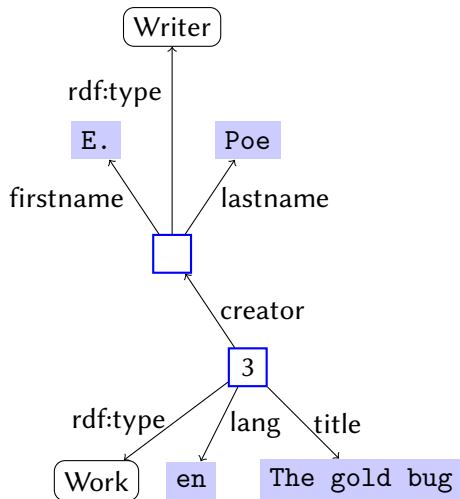 Writer
rdf:type
E.
Poe
firstname
lastname
creator
3
rdf:type
lang
title
Work
en
The gold bug